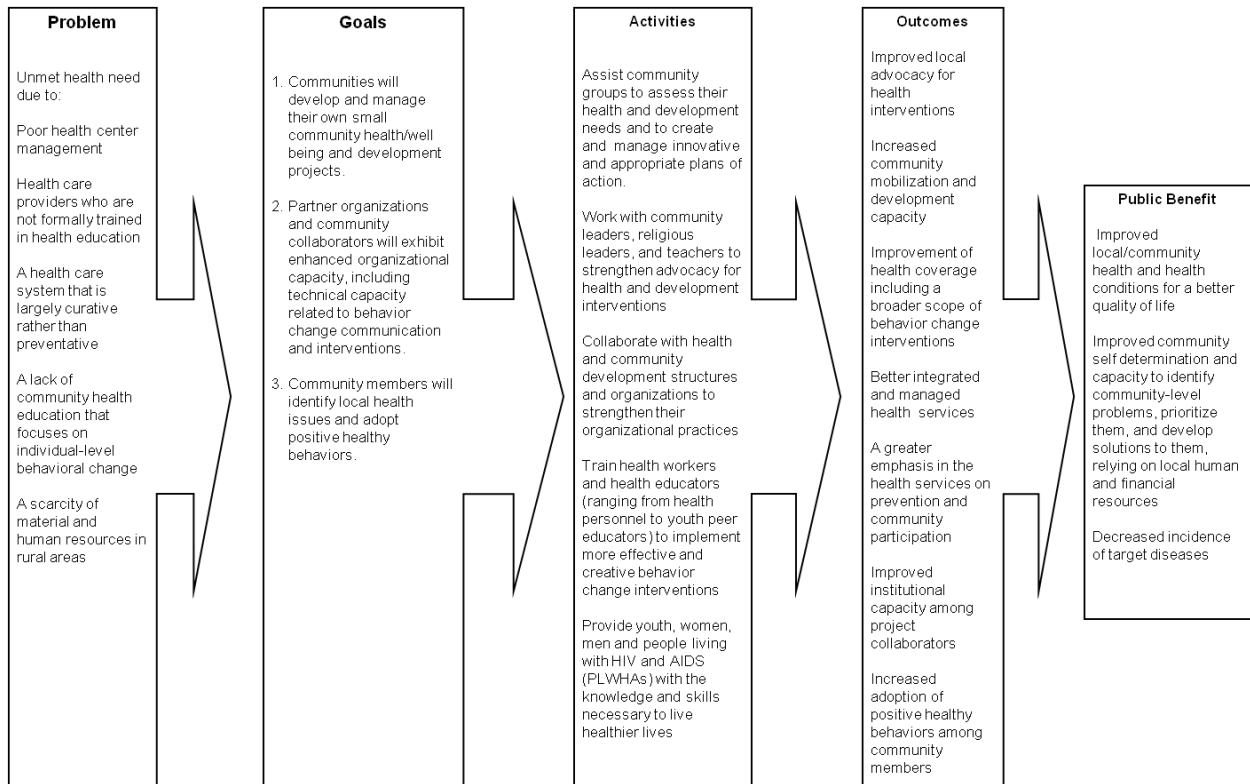 Problem
Unmet health need
due to:
Poor health center
management
Health care
providers who are
not formally trained
in health education
A health care
system that is
largely curative
rather than
preventative
A lack of
community health
education that
focuses on
individual-level
behavioral change
A scarcity of
material and
human resources in
rural areas
Goals
1. Communities will
develop and manage
their own small
community health/well
being and development
projects.
2. Partner organizations
and community
collaborators will exhibit
enhanced organizational
capacity, including
technical capacity
related to behavior
change communication
and interventions.
3. Community members will
identify local health
issues and adopt
positive healthy
behaviors.
Activities
Assist community
groups to assess their
health and development
needs and to create
and manage innovative
and appropriate plans of
action.
Work with community
leaders, religious
leaders, and teachers to
strengthen advocacy for
health and development
interventions
Collaborate with health
and community
development structures
and organizations to
strengthen their
organizational practices
Train health workers
and health educators
(ranging from health
personnel to youth peer
educators) to implement
more effective and
creative behavior
change interventions
Provide youth, women,
men and people living
with HIV and AIDS
(PLWHAs) with the
knowledge and skills
necessary to live
healthier lives
Outcomes
Improved local
advocacy for
health
interventions
Increased
community
mobilization and
development
capacity
Improvement of
health coverage
including a
broader scope of
behavior change
interventions
Better integrated
and managed
health services
A greater
emphasis in the
health services on
prevention and
community
participation
Improved
institutional
capacity among
project
collaborators
Increased
adoption of
positive healthy
behaviors among
community
members
Public Benefit
Improved
local/community
health and health
conditions for a better
quality of life
Improved community
self determination and
capacity to identify
community-level
problems, prioritize
them, and develop
solutions to them,
relying on local human
and financial
resources
Decreased incidence
of target diseases